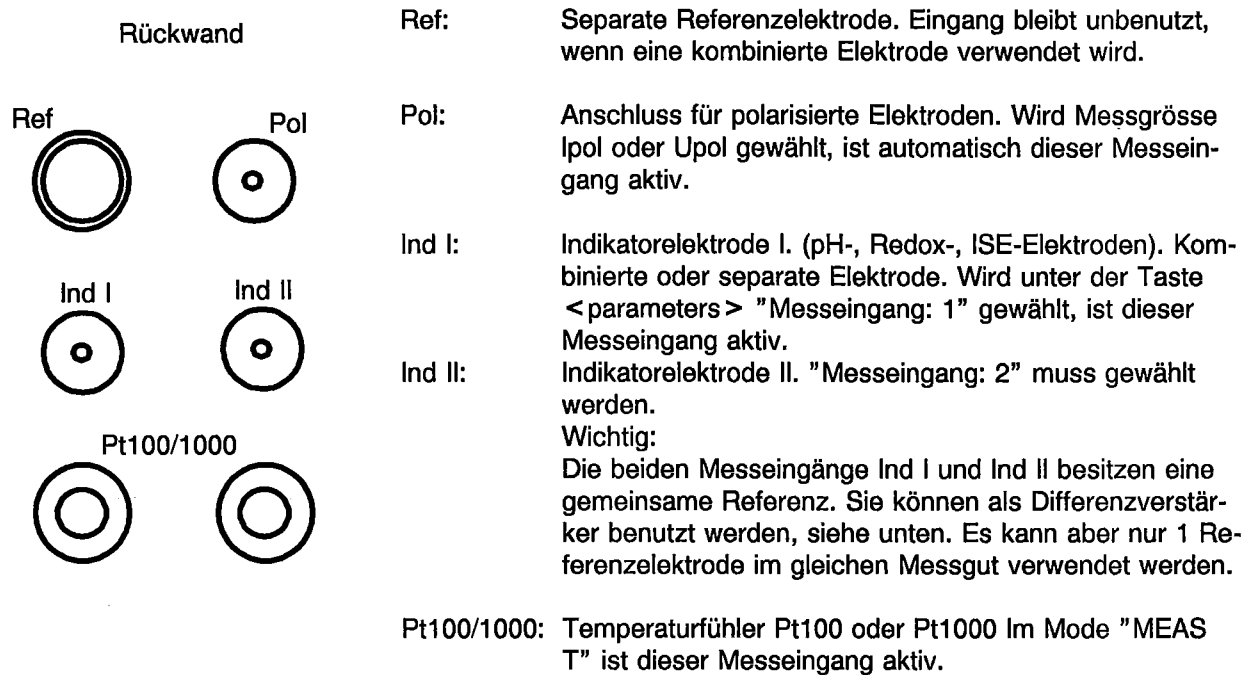 Rückwand
Ref
Pol
Ind I
Ind II
Pt100/1000
Ref: Separate Referenzelektrode. Eingang bleibt unbenutzt,
wenn eine kombinierte Elektrode verwendet wird.
Pol: Anschluss für polarisierte Elektroden. Wird Messgrösse
Ipol oder Upol gewählt, ist automatisch dieser Messein-
gang aktiv.
Ind I: Indikatorelektrode I. (pH-, Redox-, ISE-Elektroden). Kom-
binierte oder separate Elektrode. Wird unter der Taste
<parameters> "Messeingang: 1" gewählt, ist dieser
Messeingang aktiv.
Ind II: Indikatorelektrode II. "Messeingang: 2" muss gewählt
werden.
Wichtig:
Die beiden Messeingänge Ind I und Ind II besitzen eine
gemeinsame Referenz. Sie können als Differenzverstär-
ker benutzt werden, siehe unten. Es kann aber nur 1 Re-
ferenzelektrode im gleichen Messgut verwendet werden.
Pt100/1000: Temperaturfühler Pt100 oder Pt1000 Im Mode "MEAS
T" ist dieser Messeingang aktiv.